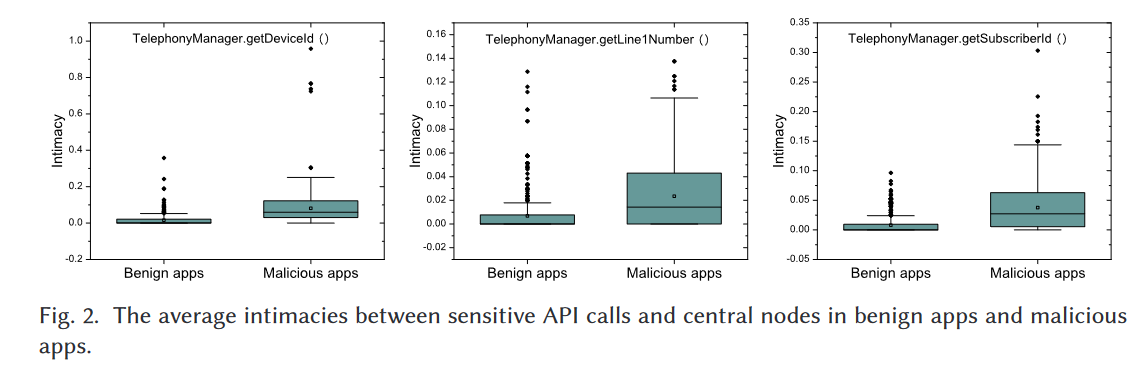 TelephonyManager.getDeviceId ()
Intimacy
1.0
0.8
0.6
0.4
0.2
0.0
-0.2
Benign apps
Malicious apps
TelephonyManager.getLine1Number ()
Intimacy
0.16
0.14
0.12
0.10
0.08
0.06
0.04
0.02
0.00
-0.02
Benign apps
Malicious apps
TelephonyManager.getSubscriberId ()
Intimacy
0.35
0.30
0.25
0.20
0.15
0.10
0.05
0.00
-0.05
Benign apps
Malicious apps
Fig. 2. The average intimacies between sensitive API calls and central nodes in benign apps and malicious
apps.